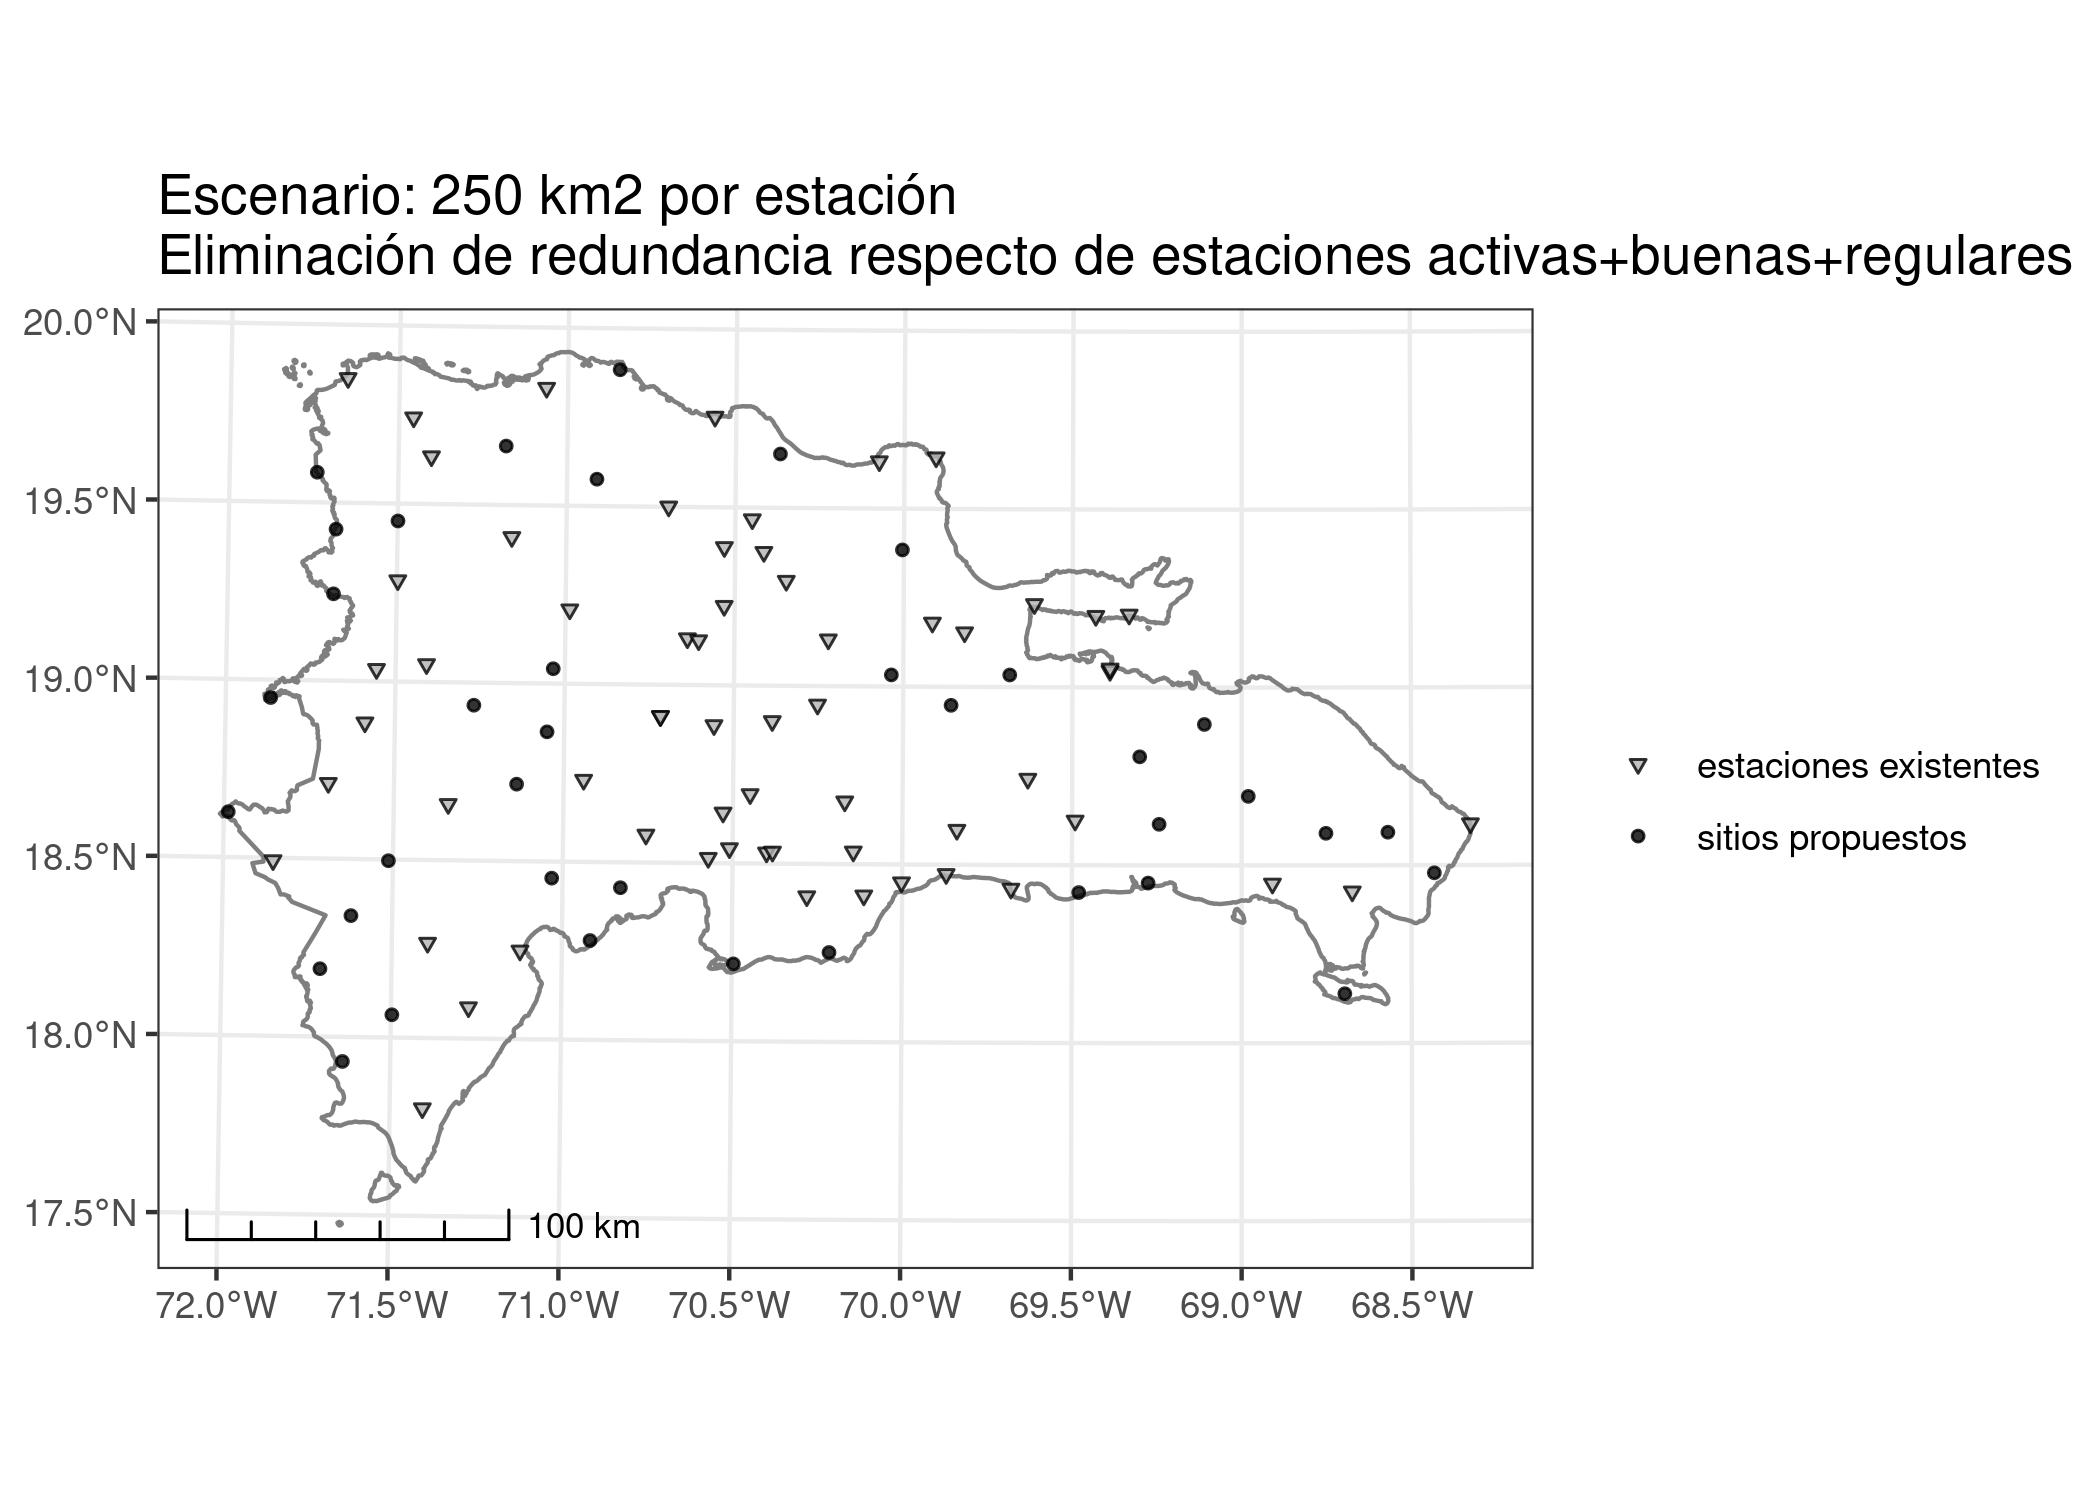 Escenario: 250 km2 por estación
Eliminación de redundancia respecto de estaciones activas+buenas+regulares
20.0°N
19.5°N
19.0°N
18.5°N
18.0°N
17.5°N
100 km
72.0°W 71.5°W 71.0°W 70.5°W 70.0°W 69.5°W 69.0°W 68.5°W
estaciones existentes
sitios propuestos